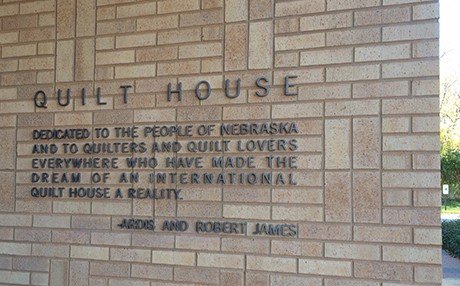 QUILT HOUSE
DEDICATED TO THE PEOPLE OF NEBRASKA
AND TO QUILTERS AND QUILT LOVERS
EVERYWHERE WHO HAVE MADE THE
DREAM OF AN INTERNATIONAL
QUILT HOUSE A REALITY.
-ARDIS AND ROBERT JAMES